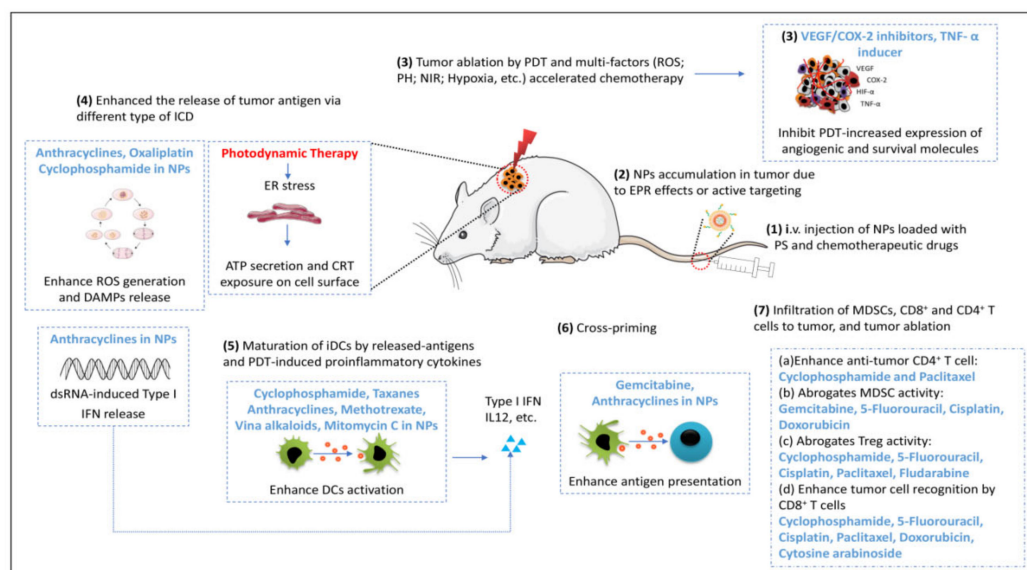 (3) Tumor ablation by PDT and multi-factors (ROS;
PH; NIR; Hypoxia, etc.) accelerated chemotherapy
(3) VEGF/COX-2 inhibitors, TNF- α
inducer
VEGF
COX-2
HIF-α
TNF-α
Inhibit PDT-increased expression of
angiogenic and survival molecules
(4) Enhanced the release of tumor antigen via
different type of ICD
Anthracyclines, Oxaliplatin
Cyclophosphamide in NPs
Enhance ROS generation
and DAMPs release
Photodynamic Therapy
ER stress
ATP secretion and CRT
exposure on cell surface
(2) NPs accumulation in tumor due
to EPR effects or active targeting
(1) i.v. injection of NPs loaded with
PS and chemotherapeutic drugs
Anthracyclines in NPs
dsRNA-induced Type I
IFN release
(5) Maturation of iDCs by released-antigens
and PDT-induced proinflammatory cytokines
Cyclophosphamide, Taxanes
Anthracyclines, Methotrexate,
Vina alkaloids, Mitomycin C in NPs
Enhance DCs activation
Type I IFN
IL12, etc.
(6) Cross-priming
Gemcitabine,
Anthracyclines in NPs
Enhance antigen presentation
(7) Infiltration of MDSCs, CD8⁺ and CD4⁺ T
cells to tumor, and tumor ablation
(a)Enhance anti-tumor CD4⁺ T cell:
Cyclophosphamide and Paclitaxel
(b) Abrogates MDSC activity:
Gemcitabine, 5-Fluorouracil, Cisplatin,
Doxorubicin
(c) Abrogates Treg activity:
Cyclophosphamide, 5-Fluorouracil,
Cisplatin, Paclitaxel, Fludarabine
(d) Enhance tumor cell recognition by
CD8⁺ T cells
Cyclophosphamide, 5-Fluorouracil,
Cisplatin, Paclitaxel, Doxorubicin,
Cytosine arabinoside